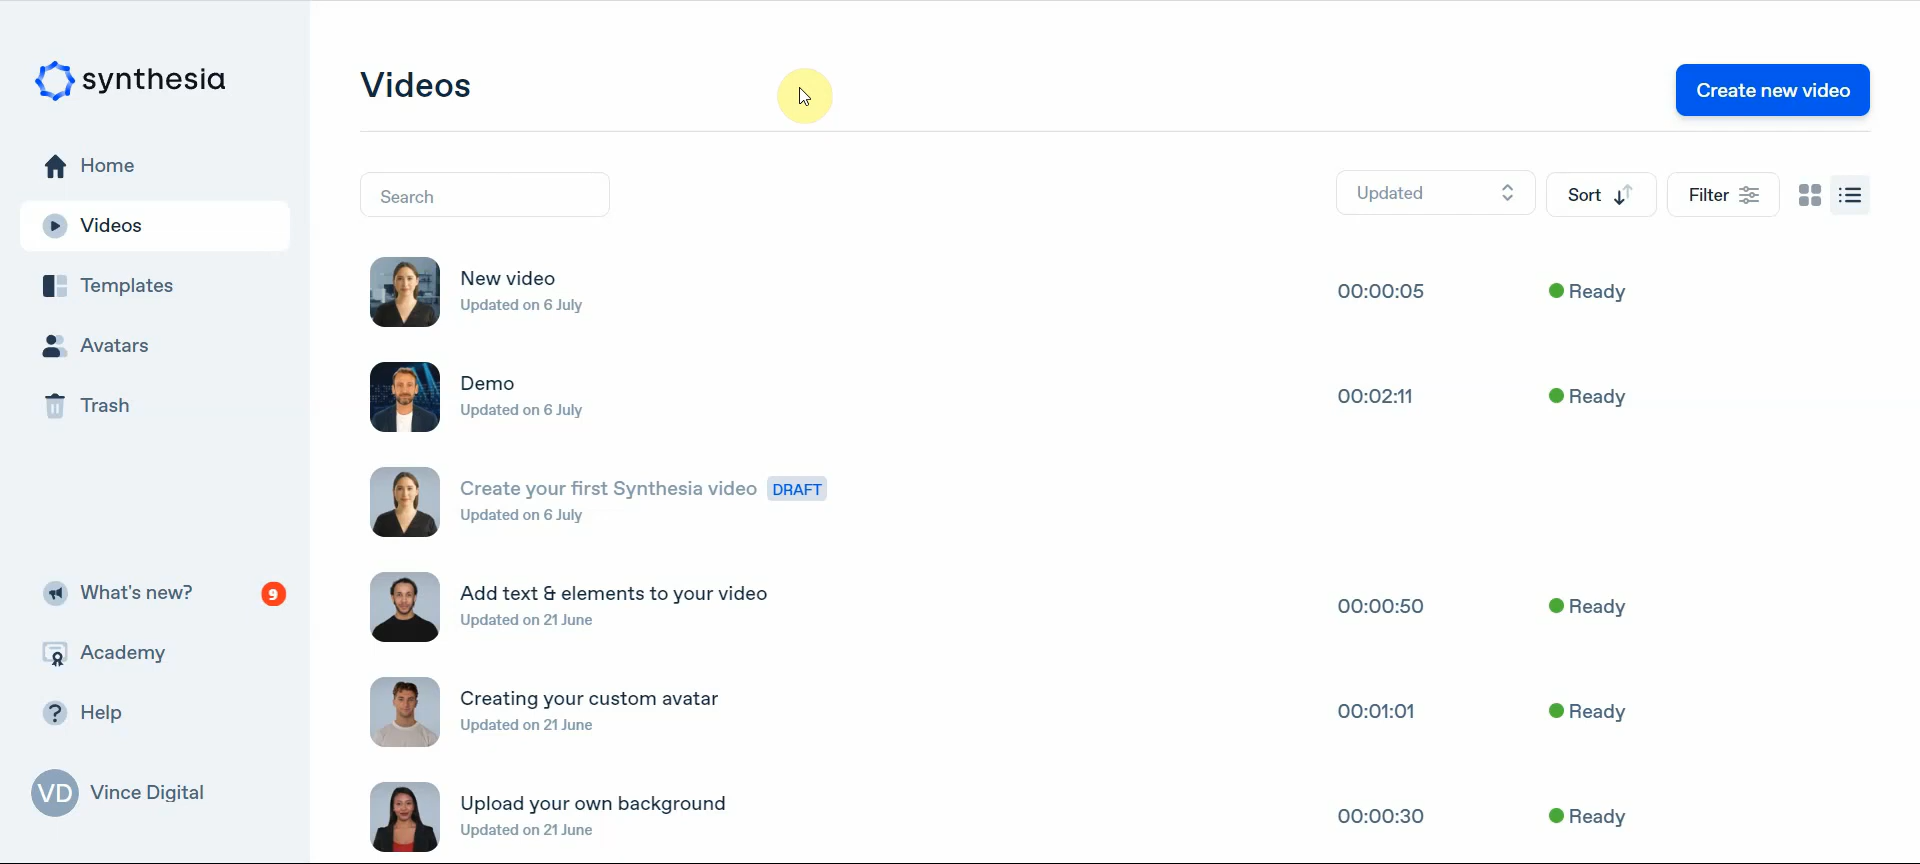 synthesia
Home
Videos
Templates
Avatars
Trash
What's new?
9
Academy
? Help
VD Vince Digital
Videos
Create new video
Search
Updated
Sort
Filter
New video
Updated on 6 July
00:00:05
Ready
Demo
Updated on 6 July
00:02:11
Ready
Create your first Synthesia video DRAFT
Updated on 6 July
Add text & elements to your video
Updated on 21 June
00:00:50
Ready
Creating your custom avatar
Updated on 21 June
00:01:01
Ready
Upload your own background
Updated on 21 June
00:00:30
Ready